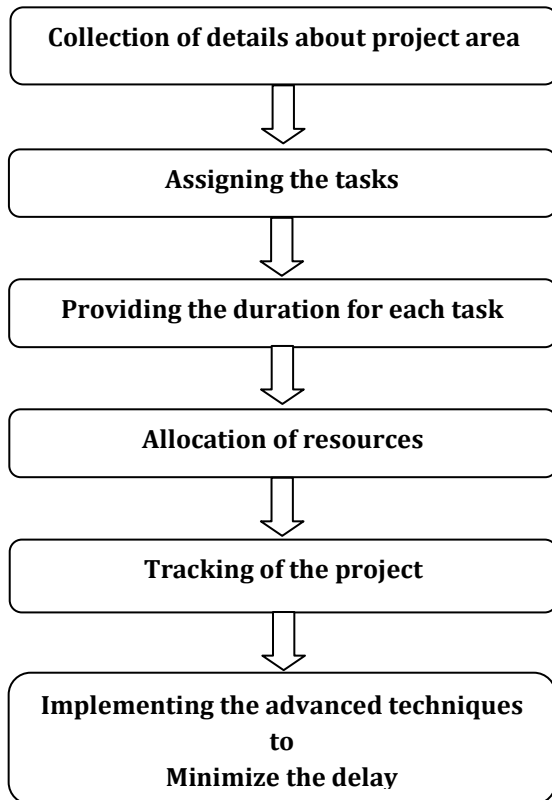 Collection of details about project area
Assigning the tasks
Providing the duration for each task
Allocation of resources
Tracking of the project
Implementing the advanced techniques
to
Minimize the delay